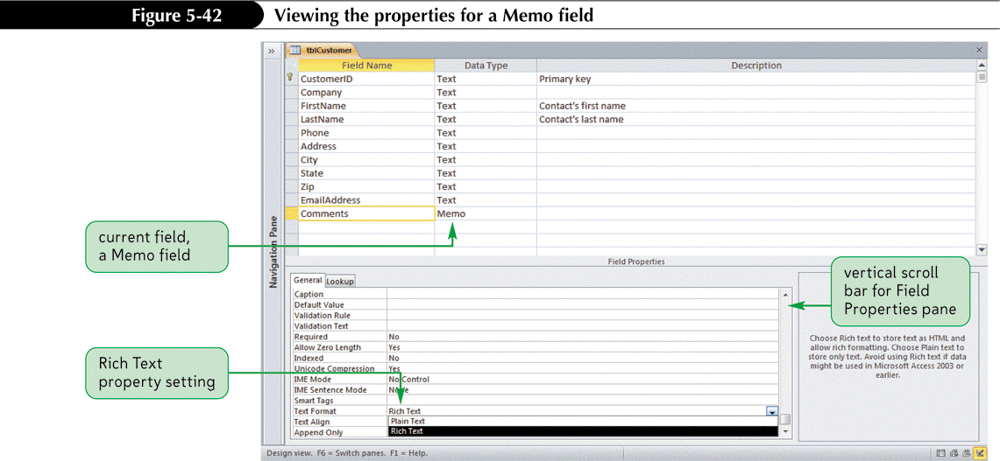 Figure 5-42 Viewing the properties for a Memo field
tblCustomer
Field Name Data Type Description
CustomerID Text Primary key
Company Text
FirstName Text Contact's first name
LastName Text Contact's last name
Phone Text
Address Text
City Text
State Text
Zip Text
EmailAddress Text
Comments Memo
current field,
a Memo field
Navigation Pane
Field Properties
General Lookup
Caption
Default Value
Validation Rule
Validation Text
Required No
Allow Zero Length Yes
Indexed No
Unicode Compression Yes
IME Mode No Control
IME Sentence Mode
Smart Tags
Text Format Rich Text
Text Align Plain Text
Append Only Rich Text
vertical scroll
bar for Field
Properties pane
Choose Rich text to store text as HTML and
allow rich formatting. Choose Plain text to
store only text. Avoid using Rich text if data
might be used in Microsoft Access 2003 or
earlier.
Rich Text
property setting
Design view. F6 = Switch panes. F1 = Help.